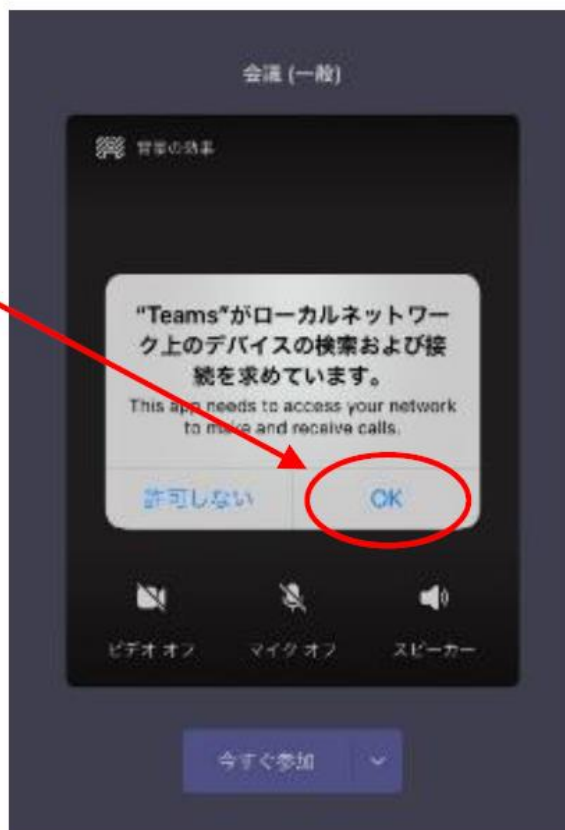 会議 (一般)
背景の効果
“Teams”がローカルネットワー
ク上のデバイスの検索および接
続を求めています。
This app needs to access your network
to make and receive calls.
許可しない
OK
ビデオ オフ
マイク オフ
スピーカー
今すぐ参加